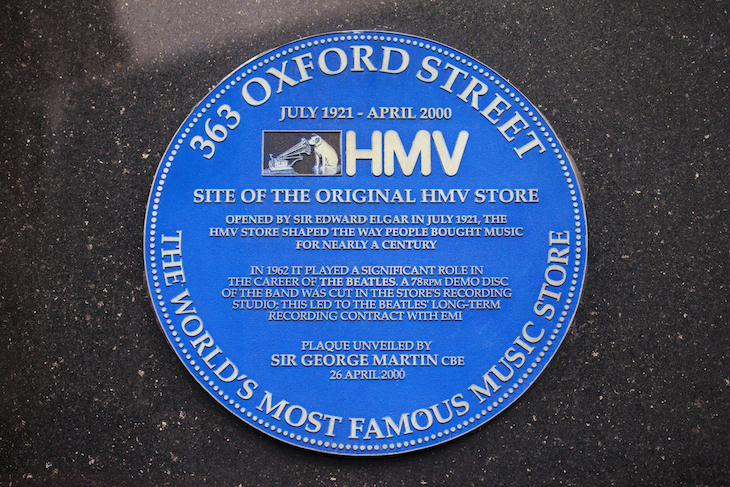 363 OXFORD STREET
JULY 1921 - APRIL 2000
HMV
SITE OF THE ORIGINAL HMV STORE
OPENED BY SIR EDWARD ELGAR IN JULY 1921, THE
HMV STORE SHAPED THE WAY PEOPLE BOUGHT MUSIC
FOR NEARLY A CENTURY
IN 1962 IT PLAYED A SIGNIFICANT ROLE IN
THE CAREER OF THE BEATLES. A 78RPM DEMO DISC
OF THE BAND WAS CUT IN THE STORE'S RECORDING
STUDIO; THIS LED TO THE BEATLES' LONG-TERM
RECORDING CONTRACT WITH EMI
PLAQUE UNVEILED BY
SIR GEORGE MARTIN CBE
26 APRIL 2000
THE WORLD'S MOST FAMOUS MUSIC STORE